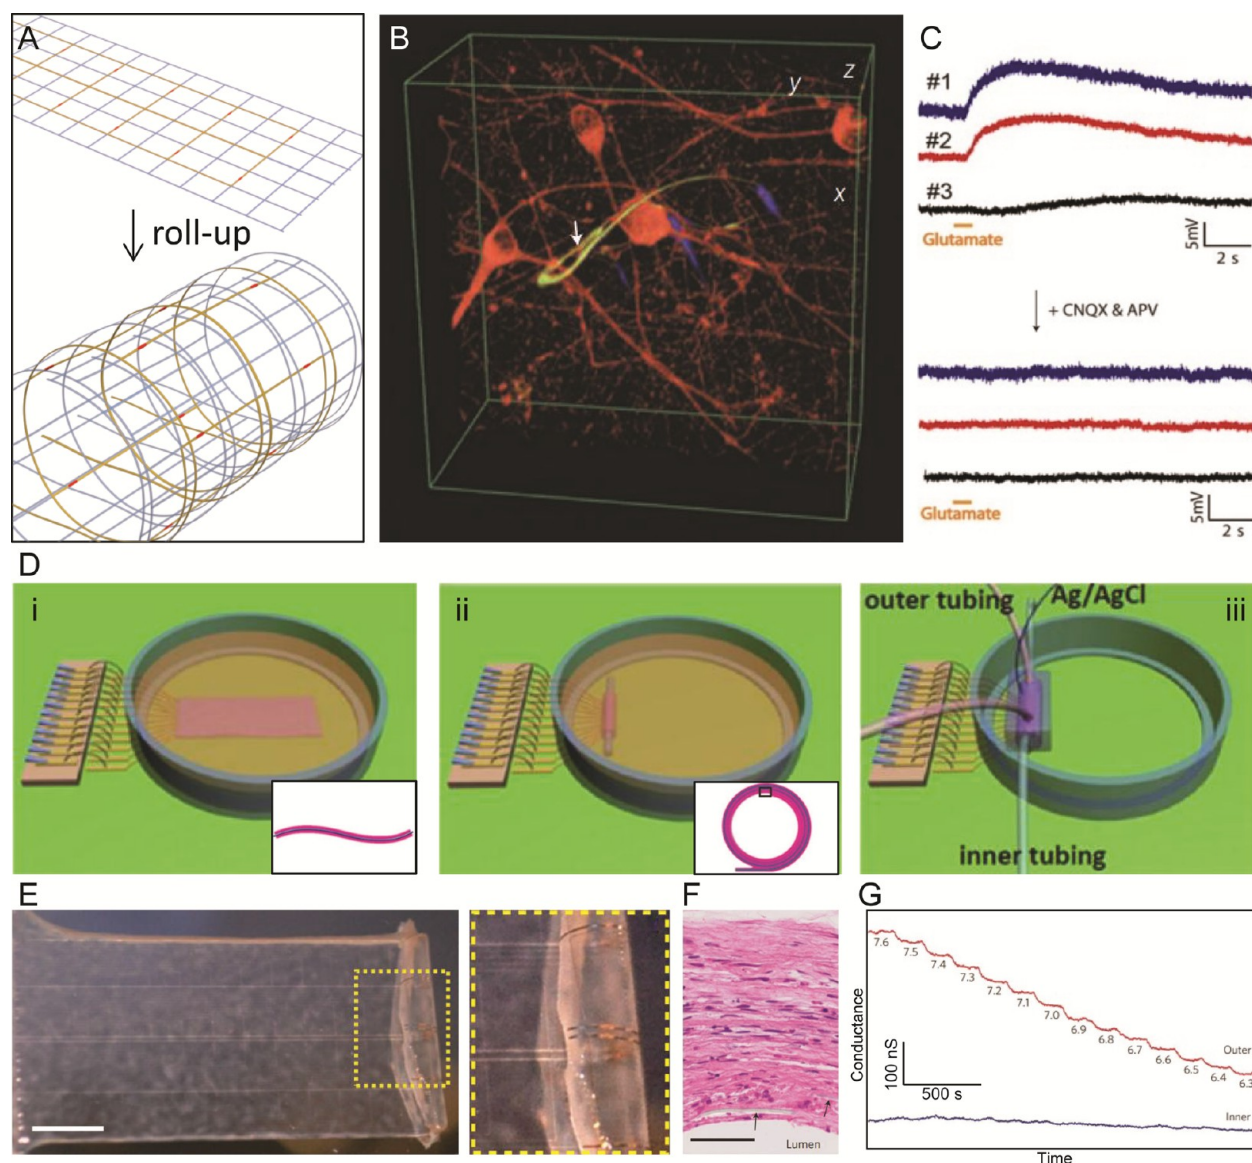 A
roll-up
B
z
y
x
C
#1
#2
#3
Glutamate
5mV
2 s
+ CNQX & APV
Glutamate
5mV
2 s
D
i
ii
outer tubing
Ag/AgCl
iii
inner tubing
E
F
Lumen
G
7.6
7.5
7.4
7.3
7.2
7.1
7.0
6.9
6.8
6.7
6.6
6.5
6.4
6.3
Outer
Conductance
100 nS
500 s
Inner
Time